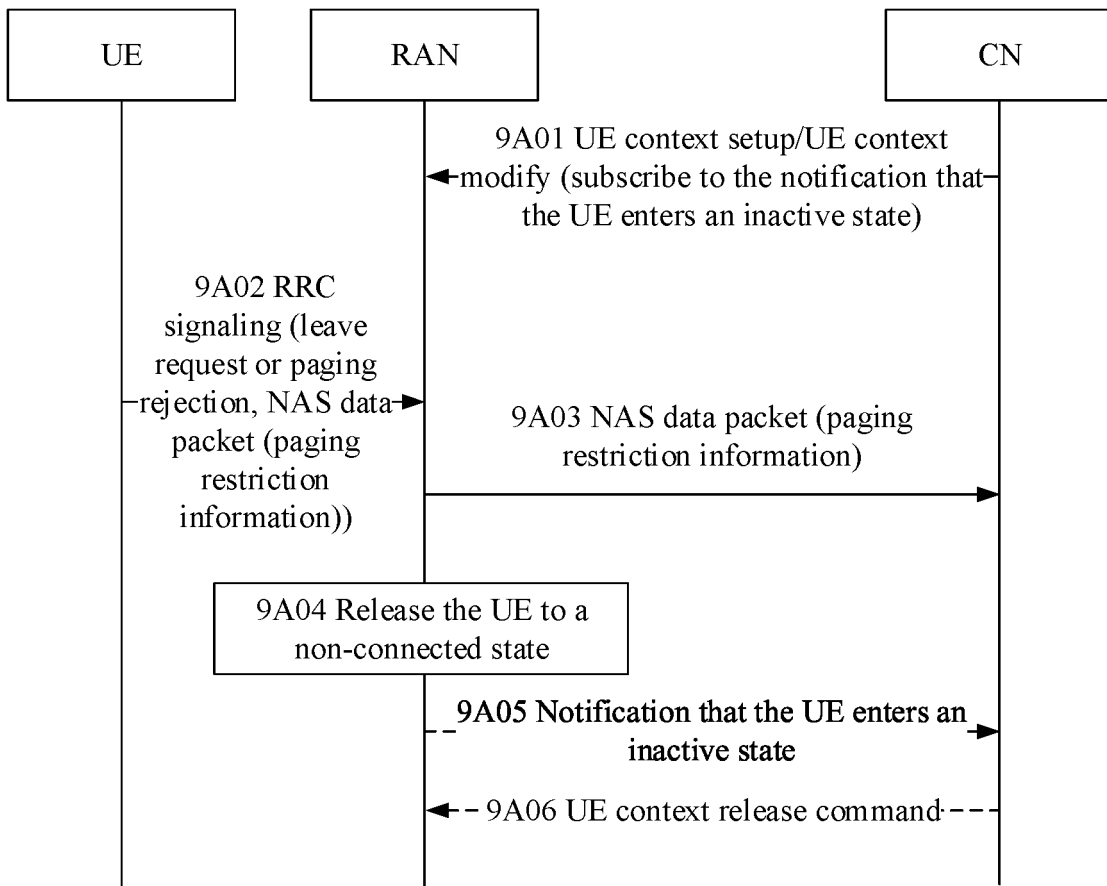 UE
RAN
CN
9A01 UE context setup/UE context
modify (subscribe to the notification that
the UE enters an inactive state)
9A02 RRC
signaling (leave
request or paging
rejection, NAS data
packet (paging
restriction
information))
9A03 NAS data packet (paging
restriction information)
9A04 Release the UE to a
non-connected state
9A05 Notification that the UE enters an
inactive state
9A06 UE context release command